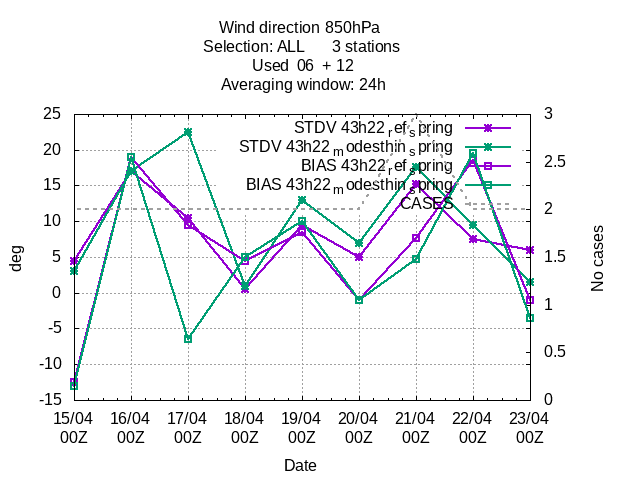 Wind direction 850hPa
Selection: ALL 3 stations
Used 06 + 12
Averaging window: 24h
STDV 43h22_ref_spring
STDV 43h22_modesthin_spring
BIAS 43h22_ref_spring
BIAS 43h22_modesthin_spring
CASES
deg
25
20
15
10
5
0
-5
-10
-15
3
2.5
2
1.5
1
0.5
0
No cases
15/04 16/04 17/04 18/04 19/04 20/04 21/04 22/04 23/04
00Z 00Z 00Z 00Z 00Z 00Z 00Z 00Z 00Z
Date